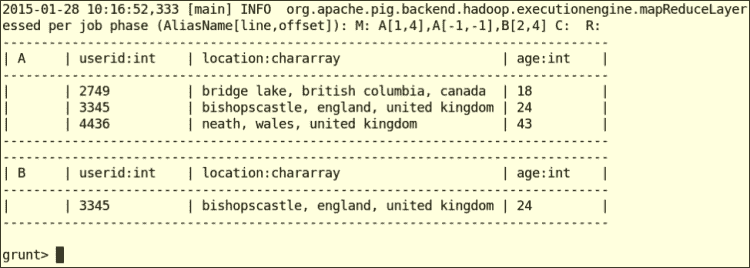 2015-01-28 10:16:52,333 [main] INFO  org.apache.pig.backend.hadoop.executionengine.mapReduceLayer
essed per job phase (AliasName[line,offset]): M: A[1,4],A[-1,-1],B[2,4] C:  R:
--------------------------------------------------------------------------
| A     | userid:int    | location:chararray                   | age:int    |
--------------------------------------------------------------------------
|       | 2749          | bridge lake, british columbia, canada  | 18         |
|       | 3345          | bishopscastle, england, united kingdom | 24         |
|       | 4436          | neath, wales, united kingdom           | 43         |
--------------------------------------------------------------------------
--------------------------------------------------------------------------
| B     | userid:int    | location:chararray                   | age:int    |
--------------------------------------------------------------------------
|       | 3345          | bishopscastle, england, united kingdom | 24         |
--------------------------------------------------------------------------
grunt>